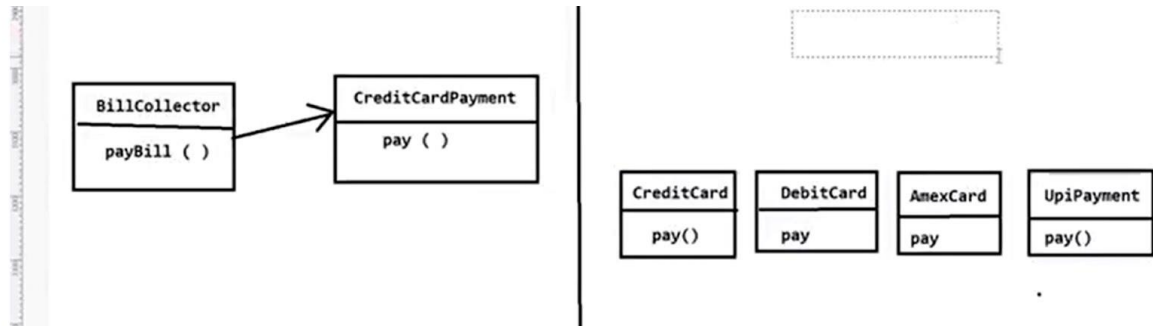 BillCollector
payBill ( )
CreditCardPayment
pay ( )
CreditCard
pay()
DebitCard
pay
AmexCard
pay
UpiPayment
pay()